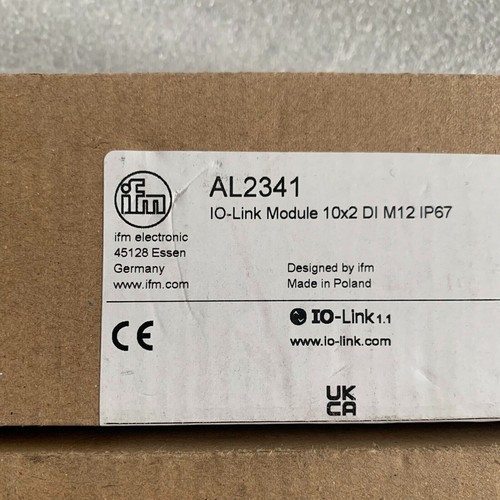 ifm
AL2341
IO-Link Module 10x2 DI M12 IP67
ifm electronic
45128 Essen
Germany
www.ifm.com
Designed by ifm
Made in Poland
IO-Link 1.1
www.io-link.com
CE
UK
CA